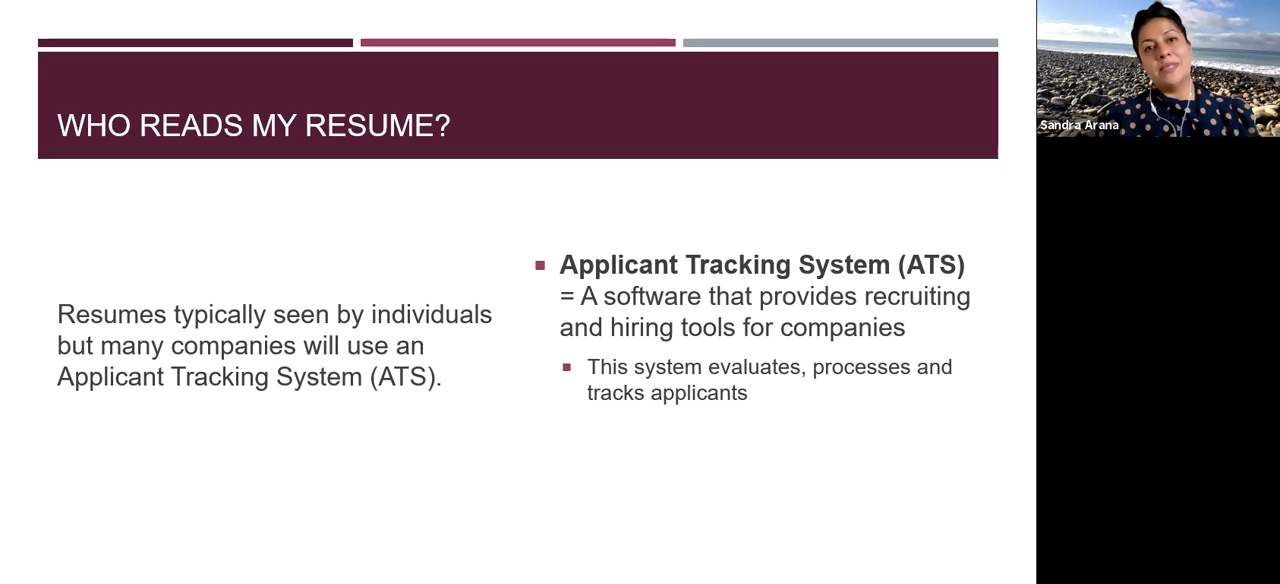 WHO READS MY RESUME?
Resumes typically seen by individuals
but many companies will use an
Applicant Tracking System (ATS).
Applicant Tracking System (ATS)
= A software that provides recruiting
and hiring tools for companies
This system evaluates, processes and
tracks applicants
Sandra Arana